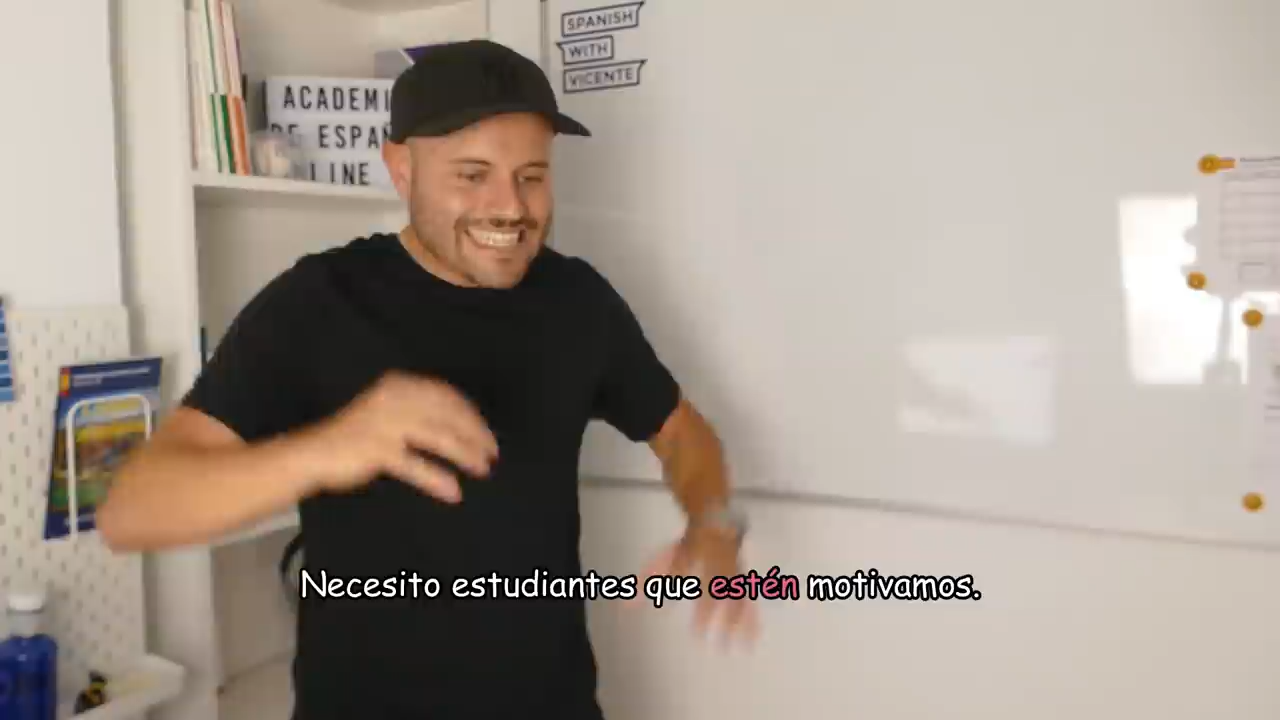 SPANISH
WITH
VICENTE
ACADEMI
DE ESPAÑ
LINE
Necesito estudiantes que estén motivamos.